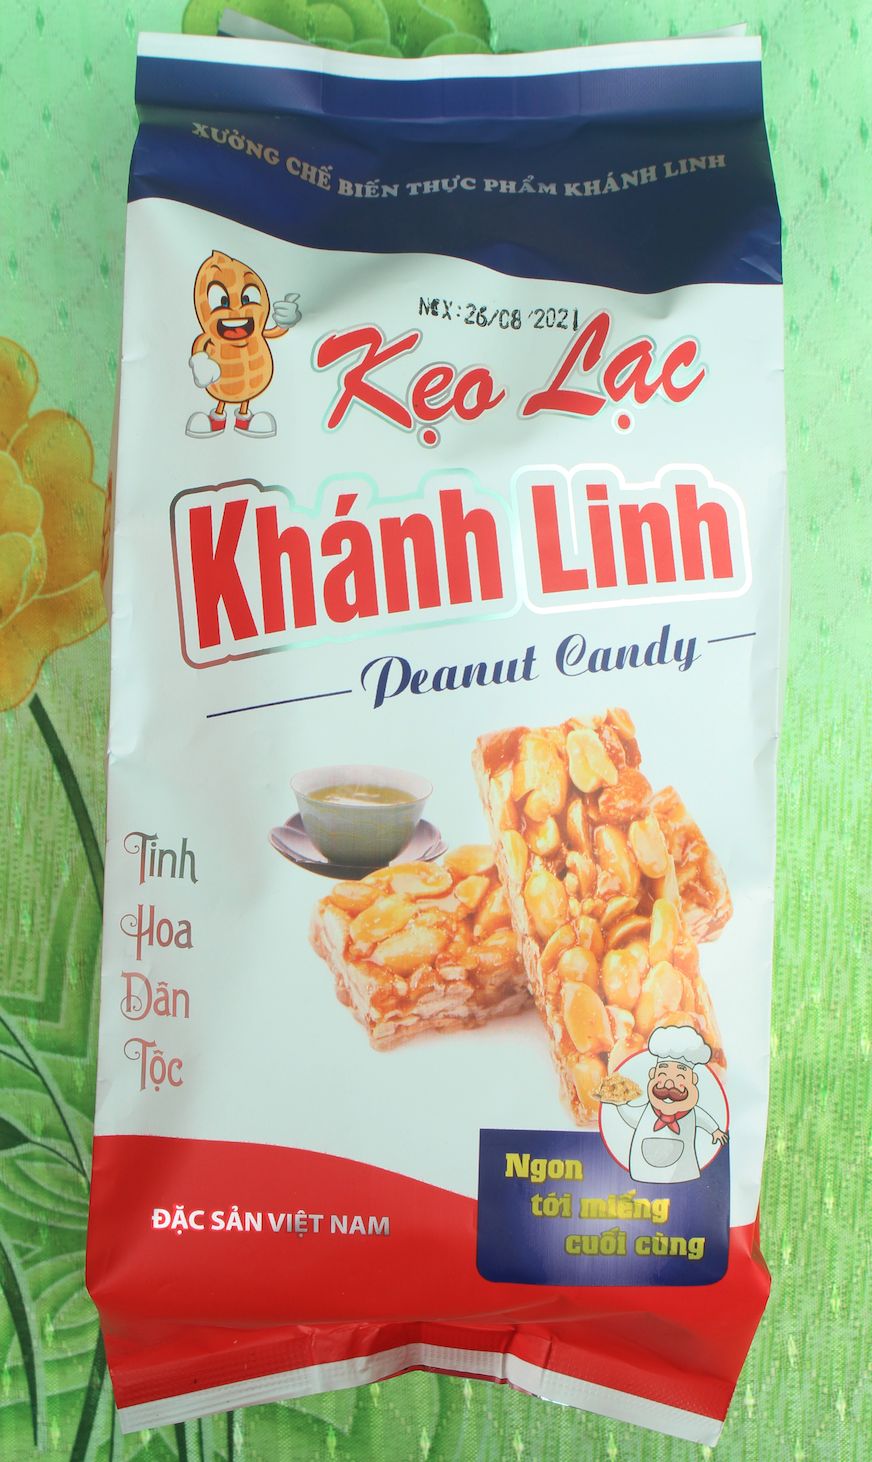 XƯỞNG CHẾ BIẾN THỰC PHẨM KHÁNH LINH
NSX:26/08/2021
Kẹo Lạc
Khánh Linh
Peanut Candy
Tinh
Hoa
Dân
Tộc
Ngon
tới miếng
cuối cùng
ĐẶC SẢN VIỆT NAM